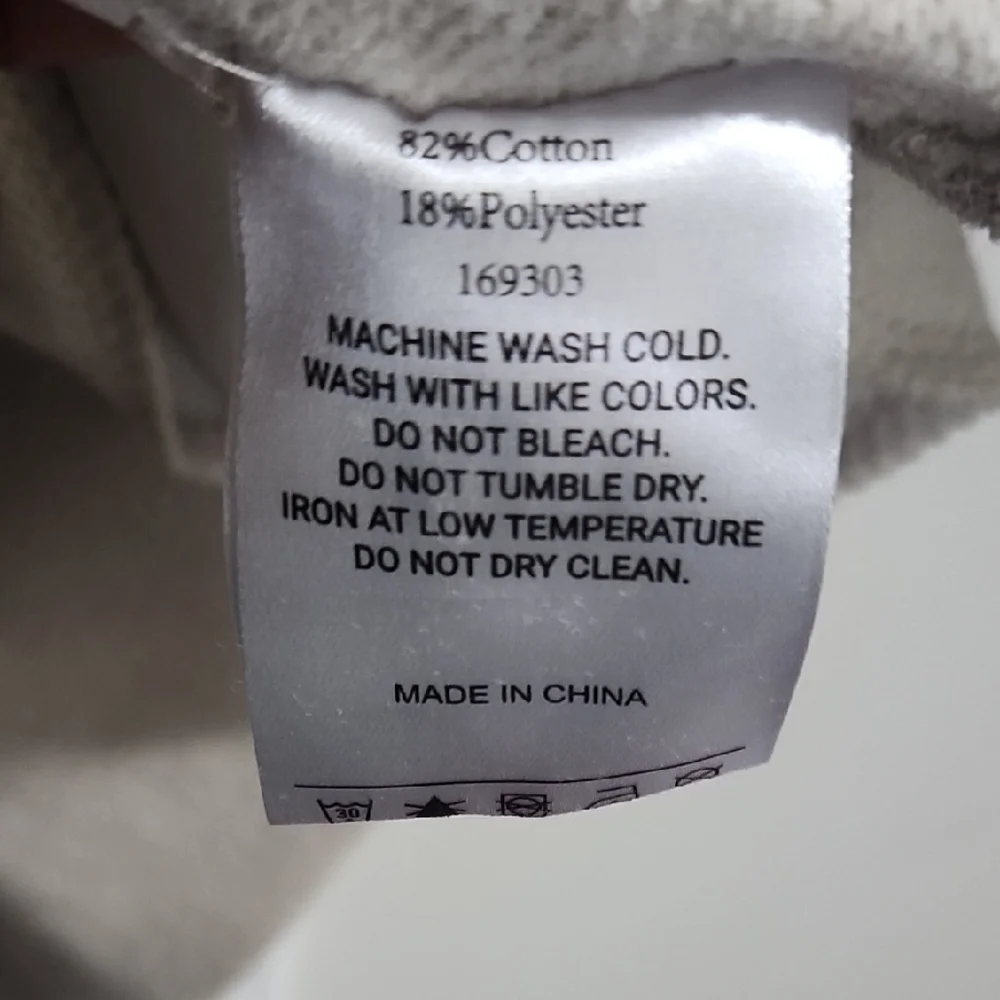 82%Cotton
18%Polyester
169303
MACHINE WASH COLD.
WASH WITH LIKE COLORS.
DO NOT BLEACH.
DO NOT TUMBLE DRY.
IRON AT LOW TEMPERATURE
DO NOT DRY CLEAN.
MADE IN CHINA
30